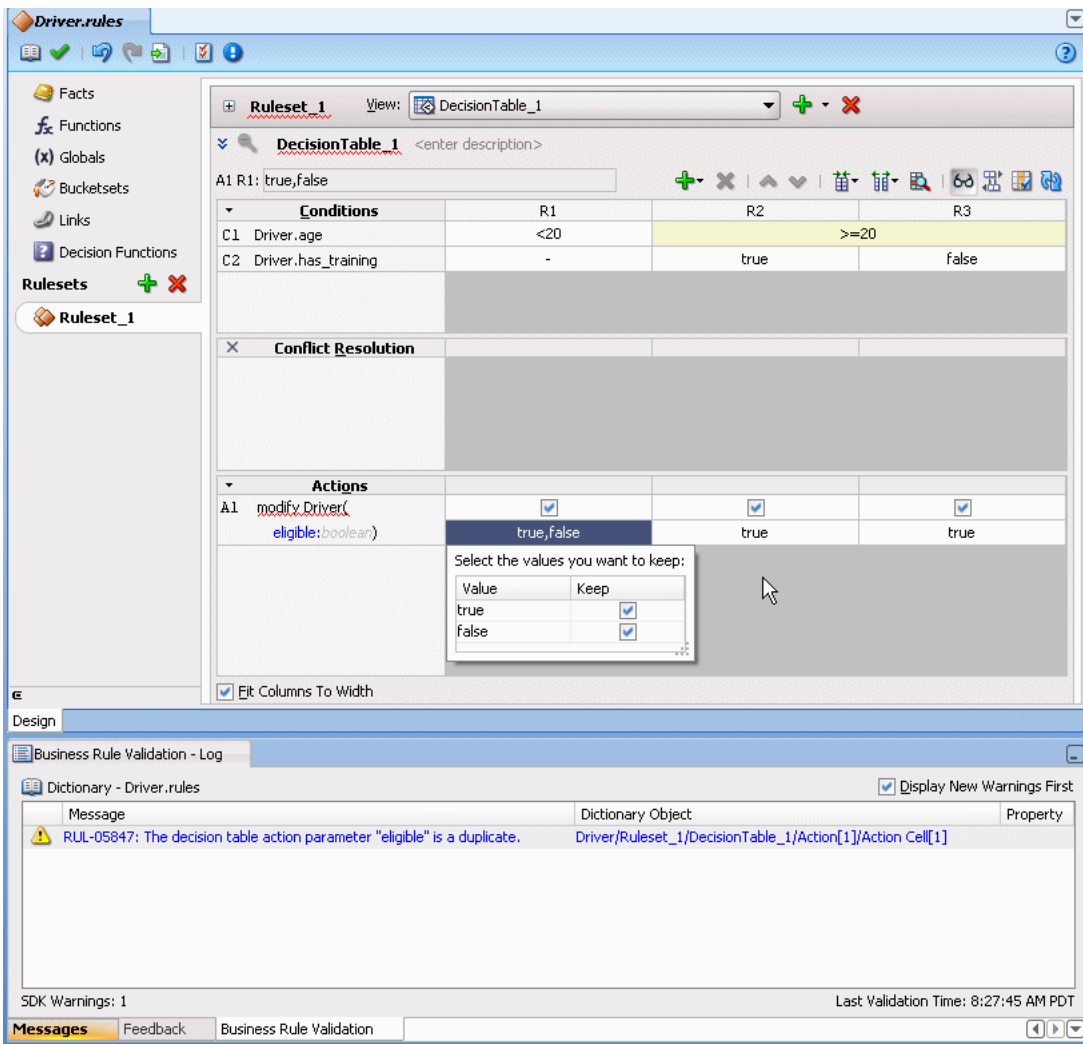 Driver.rules
Facts
fx Functions
(x) Globals
Bucketsets
Links
Decision Functions
Rulesets
Ruleset_1
Ruleset_1 View: DecisionTable_1
DecisionTable_1 <enter description>
A1 R1: true,false
Conditions R1 R2 R3
C1 Driver.age <20 >=20
C2 Driver.has_training - true false
Conflict Resolution
Actions
A1 modify Driver(
eligible:boolean) true,false true true
Select the values you want to keep:
Value Keep
true
false
Fit Columns To Width
Design
Business Rule Validation - Log
Dictionary - Driver.rules Display New Warnings First
Message Dictionary Object Property
RUL-05847: The decision table action parameter "eligible" is a duplicate. Driver/Ruleset_1/DecisionTable_1/Action[1]/Action Cell[1]
SDK Warnings: 1 Last Validation Time: 8:27:45 AM PDT
Messages Feedback Business Rule Validation